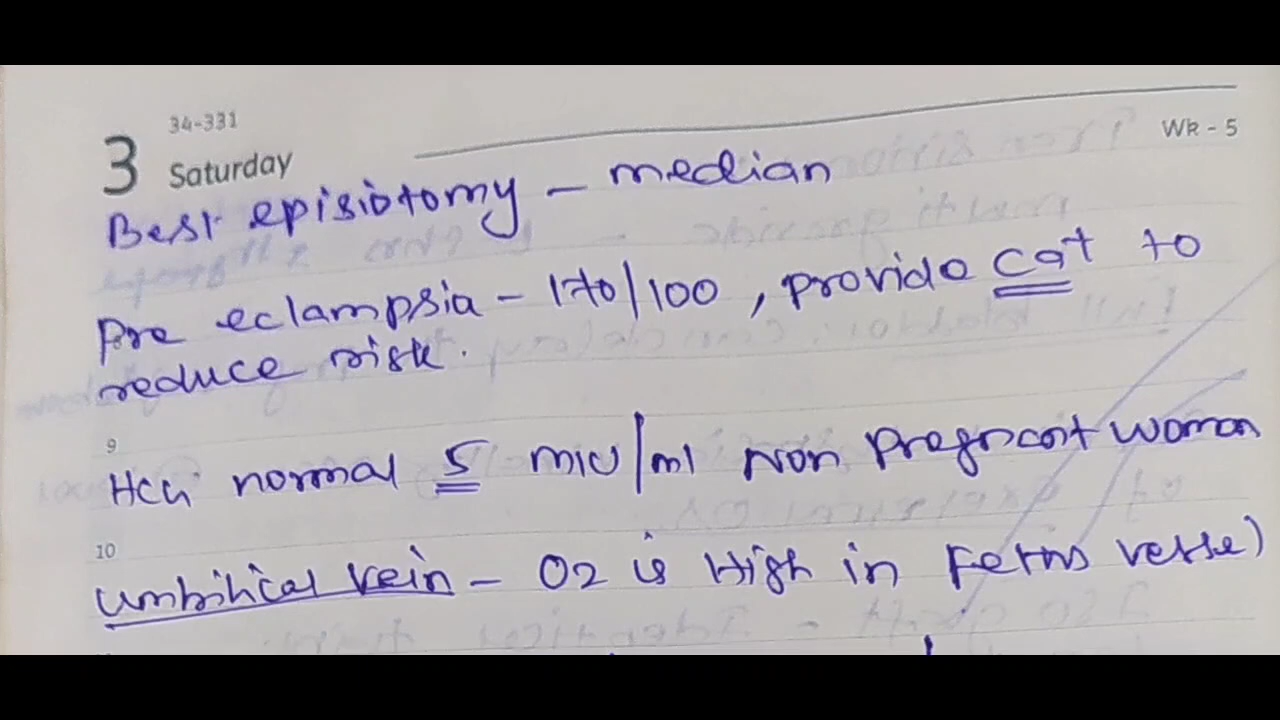 34-331
3 Saturday
Wk - 5
Best episiotomy - median
Pre eclampsia - 170/100, provide cat to
reduce risk.
9
HCG normal 5 mIU/ml Non Pregnant woman
10
Umbilical Vein - O2 is High in Fetus vessel